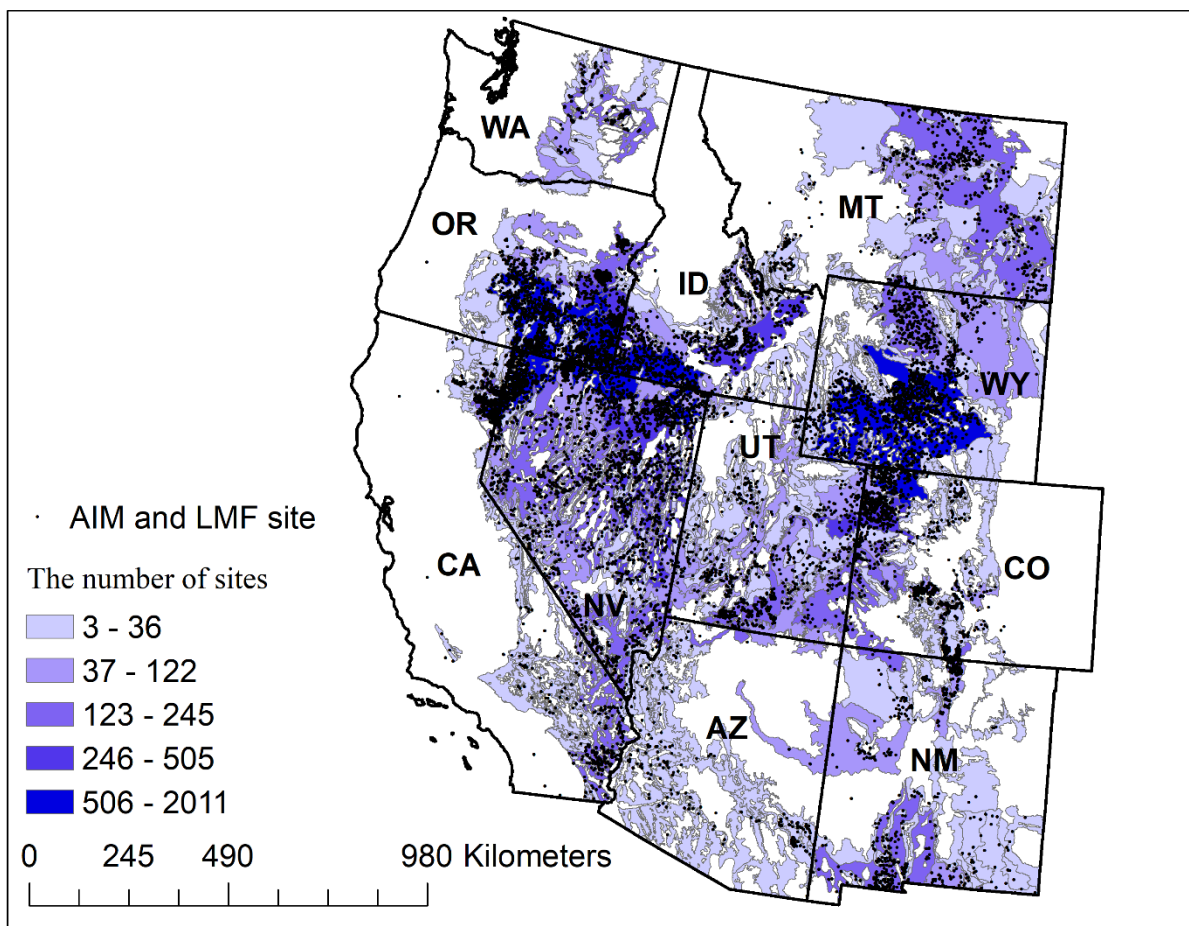 WA
OR
ID
MT
WY
UT
CA
NV
CO
AZ
NM
AIM and LMF site
The number of sites
3 - 36
37 - 122
123 - 245
246 - 505
506 - 2011
0 245 490 980 Kilometers